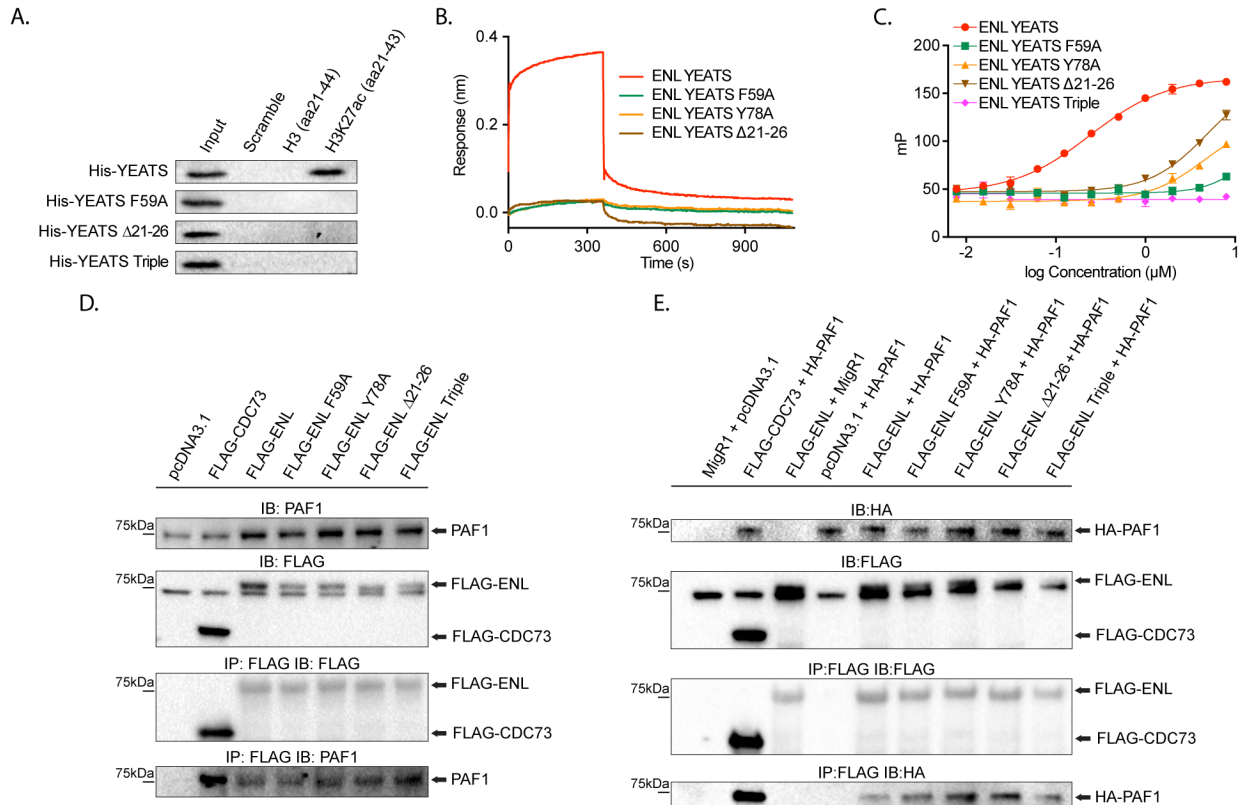 A.
Input
Scramble
H3 (aa21-44)
H3K27ac (aa21-43)
His-YEATS
His-YEATS F59A
His-YEATS Δ21-26
His-YEATS Triple
B.
0.4
0.2
0.0
Response (nm)
0
300
600
900
Time (s)
ENL YEATS
ENL YEATS F59A
ENL YEATS Y78A
ENL YEATS Δ21-26
C.
ENL YEATS
ENL YEATS F59A
ENL YEATS Y78A
ENL YEATS Δ21-26
ENL YEATS Triple
200
150
100
50
0
mP
-2
-1
0
1
log Concentration (µM)
D.
pcDNA3.1
FLAG-CDC73
FLAG-ENL
FLAG-ENL F59A
FLAG-ENL Y78A
FLAG-ENL Δ21-26
FLAG-ENL Triple
IB: PAF1
75kDa
PAF1
IB: FLAG
75kDa
FLAG-ENL
FLAG-CDC73
IP: FLAG IB: FLAG
75kDa
FLAG-ENL
FLAG-CDC73
IP: FLAG IB: PAF1
75kDa
PAF1
E.
MigR1 + pcDNA3.1
FLAG-CDC73 + HA-PAF1
FLAG-ENL + MigR1
pcDNA3.1 + HA-PAF1
FLAG-ENL + HA-PAF1
FLAG-ENL F59A + HA-PAF1
FLAG-ENL Y78A + HA-PAF1
FLAG-ENL Δ21-26 + HA-PAF1
FLAG-ENL Triple + HA-PAF1
IB:HA
75kDa
HA-PAF1
IB:FLAG
75kDa
FLAG-ENL
FLAG-CDC73
IP:FLAG IB:FLAG
75kDa
FLAG-ENL
FLAG-CDC73
IP:FLAG IB:HA
75kDa
HA-PAF1